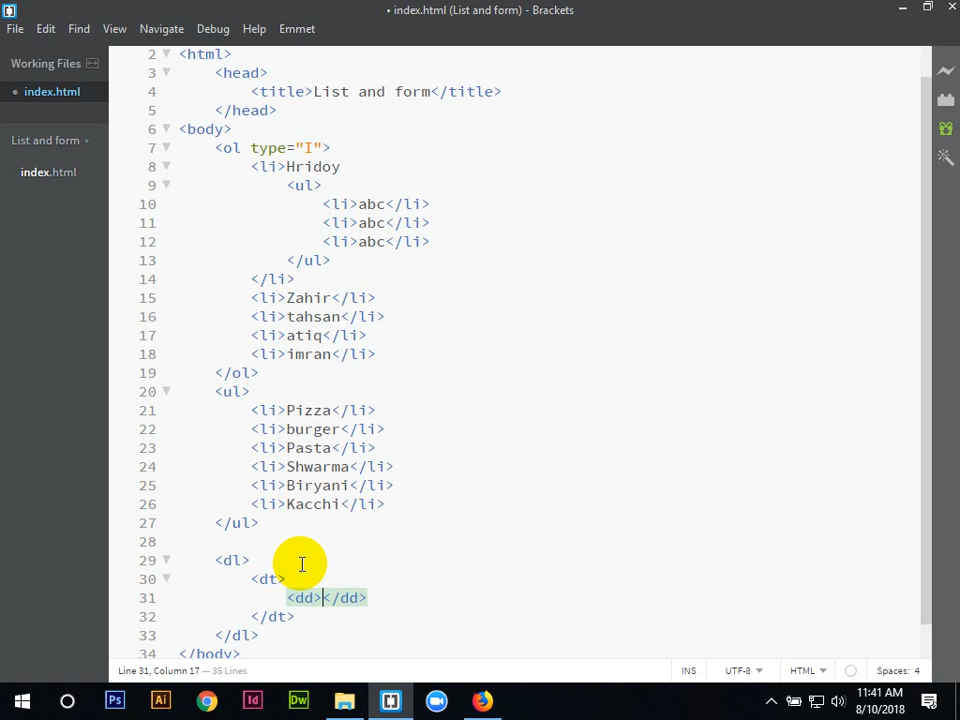 • index.html (List and form) - Brackets
File Edit Find View Navigate Debug Help Emmet
Working Files
• index.html
List and form
index.html
2 <html>
3 <head>
4 <title>List and form</title>
5 </head>
6 <body>
7 <ol type="I">
8 <li>Hridoy
9 <ul>
10 <li>abc</li>
11 <li>abc</li>
12 <li>abc</li>
13 </ul>
14 </li>
15 <li>Zahir</li>
16 <li>tahsan</li>
17 <li>atiq</li>
18 <li>imran</li>
19 </ol>
20 <ul>
21 <li>Pizza</li>
22 <li>burger</li>
23 <li>Pasta</li>
24 <li>Shwarma</li>
25 <li>Biryani</li>
26 <li>Kacchi</li>
27 </ul>
28
29 <dl>
30 <dt>
31 <dd></dd>
32 </dt>
33 </dl>
34 </body>
Line 31, Column 17 — 35 Lines INS UTF-8 HTML Spaces: 4
Ps Ai Id Dw
11:41 AM
8/10/2018